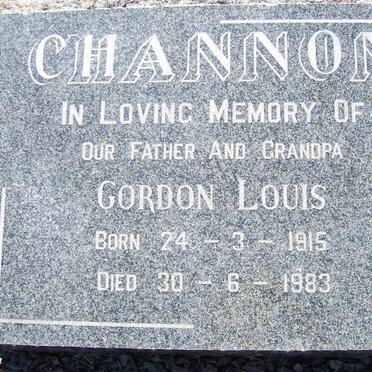 CHANNON
IN LOVING MEMORY OF
OUR FATHER AND GRANDPA
GORDON LOUIS
BORN 24 - 3 - 1915
DIED 30 - 6 - 1983